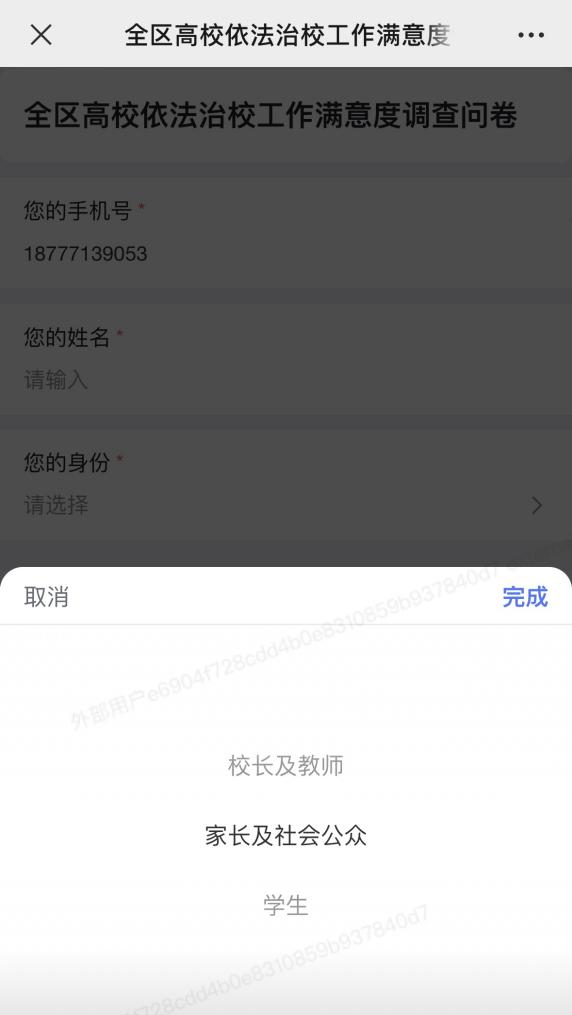 全区高校依法治校工作满意度
全区高校依法治校工作满意度调查问卷
您的手机号 *
18777139053
您的姓名 *
请输入
您的身份 *
请选择
取消
完成
外部用户e6904f728cdd4b0e8310859b937840d7
校长及教师
家长及社会公众
学生
f728cdd4b0e8310859b937840d7